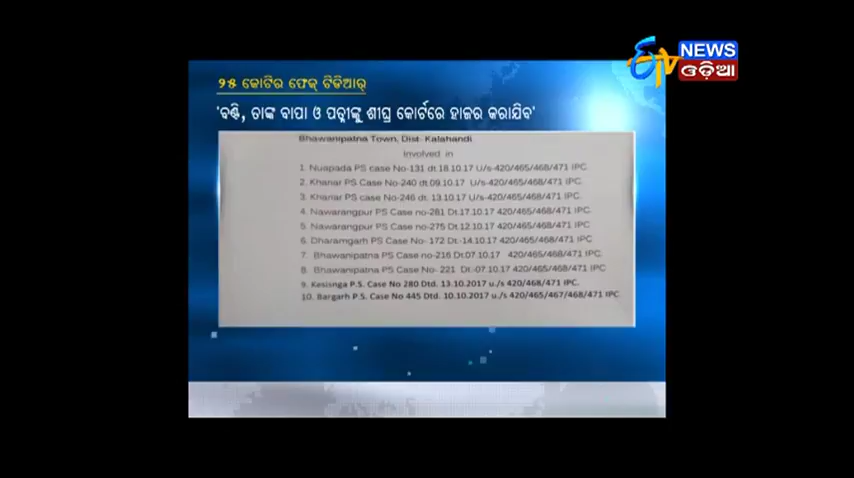 ETV NEWS
ଓଡ଼ିଆ
୨୫ କୋଟିର ଫେକ୍ ଟିଡିଆର୍
'ବଣ୍ଟି, ତାଙ୍କ ବାପା ଓ ପତ୍ନୀଙ୍କୁ ଶୀଘ୍ର କୋର୍ଟରେ ହାଜର କରାଯିବ'
Bhawanipatna Town, Dist. Kalahandi
Involved in
1. Nuapada PS case No-131 dt.18.10.17 U/s-420/465/468/471 IPC.
2. Khariar PS Case No-240 dt.09.10.17 U/s-420/465/468/471 IPC.
3. Khariar PS case No-246 dt. 13.10.17 U/s-420/465/468/471 IPC.
4. Nawarangpur PS Case no-281 Dt.17.10.17 420/465/468/471 IPC.
5. Nawarangpur PS Case no-275 Dt.12.10.17 420/465/468/471 IPC
6. Dharamgarh PS Case No- 172 Dt.-14.10.17 420/465/468/471 IPC
7. Bhawanipatna PS Case no-216 Dt.07.10.17 420/465/468/471 IPC.
8. Bhawanipatna PS Case No- 221 Dt.-07.10.17 420/465/468/471 IPC
9. Kesisnga P.S. Case No 280 Dtd. 13.10.2017 u./s 420/468/471 IPC.
10. Bargarh P.S. Case No 445 Dtd. 10.10.2017 u./s 420/465/467/468/471 IPC